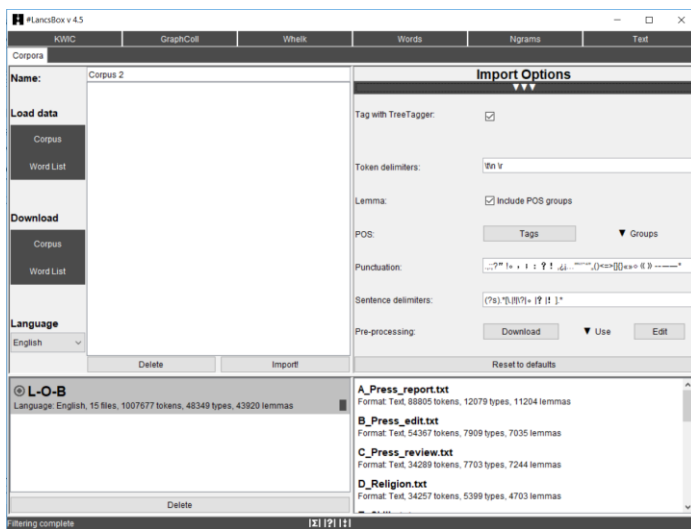 #LancsBox v 4.5
KWIC GraphColl Whelk Words Ngrams Text
Corpora
Name:
Corpus 2
Load data
Corpus
Word List
Download
Corpus
Word List
Language
English
Delete Import!
Import Options
Tag with TreeTagger:
Token delimiters:
Lemma: Include POS groups
POS: Tags ▼ Groups
Punctuation:
Sentence delimiters:
Pre-processing: Download ▼ Use Edit
Reset to defaults
L-O-B
Language: English, 15 files, 1007677 tokens, 48349 types, 43920 lemmas
Delete
A_Press_report.txt
Format: Text, 88805 tokens, 12079 types, 11204 lemmas
B_Press_edit.txt
Format: Text, 54367 tokens, 7909 types, 7035 lemmas
C_Press_review.txt
Format: Text, 34289 tokens, 7703 types, 7244 lemmas
D_Religion.txt
Format: Text, 34257 tokens, 5399 types, 4703 lemmas
Filtering complete
|Σ| |?| |‡|